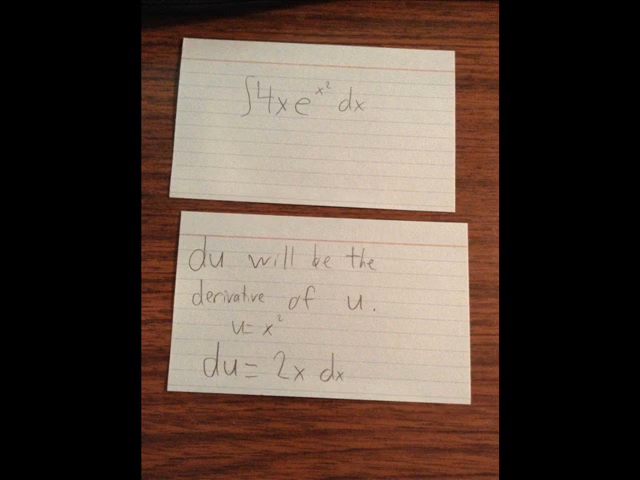 ∫4xe^x² dx
du will be the
derivative of u.
u= x²
du= 2x dx